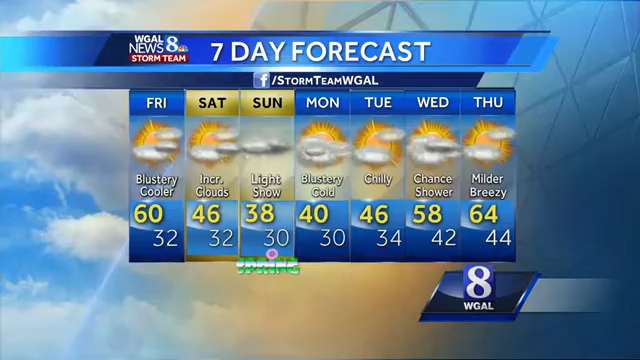 WGAL
NEWS 8
STORM TEAM
7 DAY FORECAST
f/STORMTEAMWGAL
FRI SAT SUN MON TUE WED THU
Blustery Cooler
Incr. Clouds
Light Show
Blustery Cold
Chilly
Chance Shower
Milder Breezy
60 46 38 40 46 58 64
32 32 30 30 34 42 44
SPRING
8
WGAL